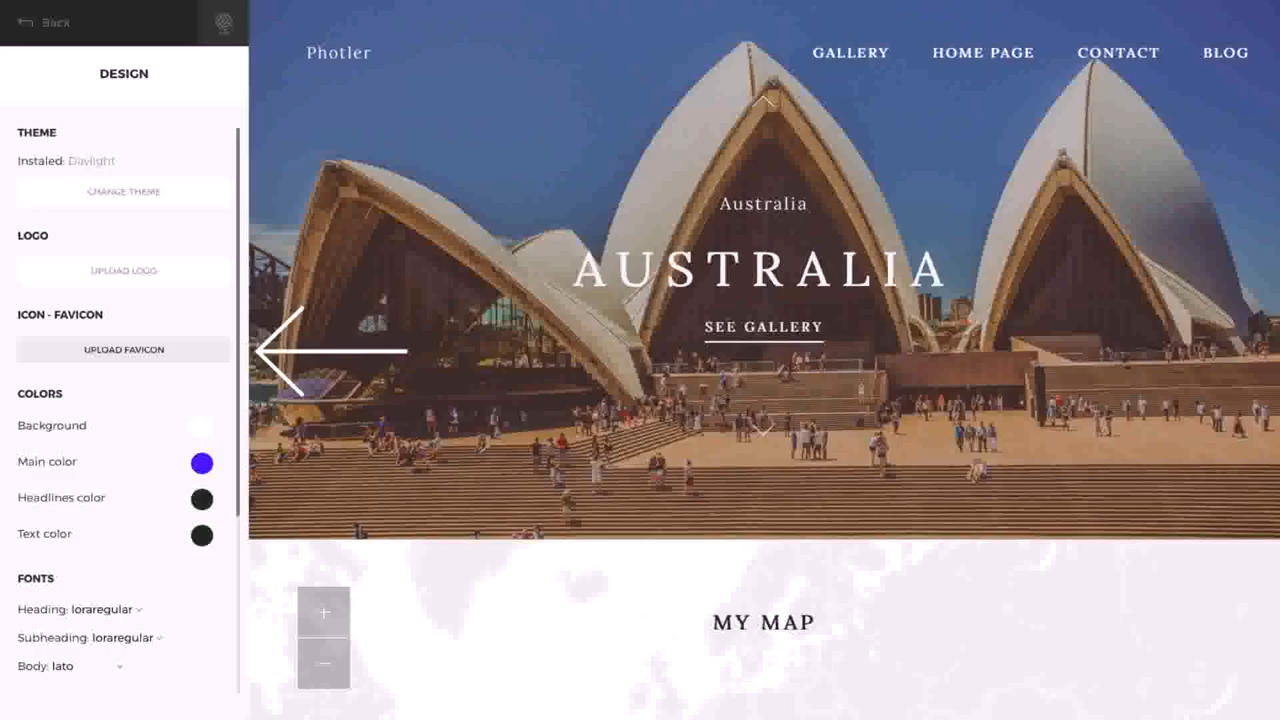 Back
DESIGN
THEME
Instaled: Daylight
CHANGE THEME
LOGO
UPLOAD LOGO
ICON - FAVICON
UPLOAD FAVICON
COLORS
Background
Main color
Headlines color
Text color
FONTS
Heading: loraregular
Subheading: loraregular
Body: lato
Photler
GALLERY HOME PAGE CONTACT BLOG
Australia
AUSTRALIA
SEE GALLERY
MY MAP